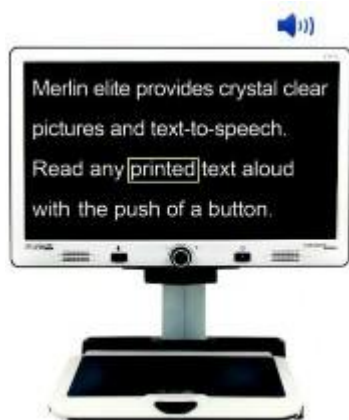 Merlin elite provides crystal clear
pictures and text-to-speech.
Read any printed text aloud
with the push of a button.